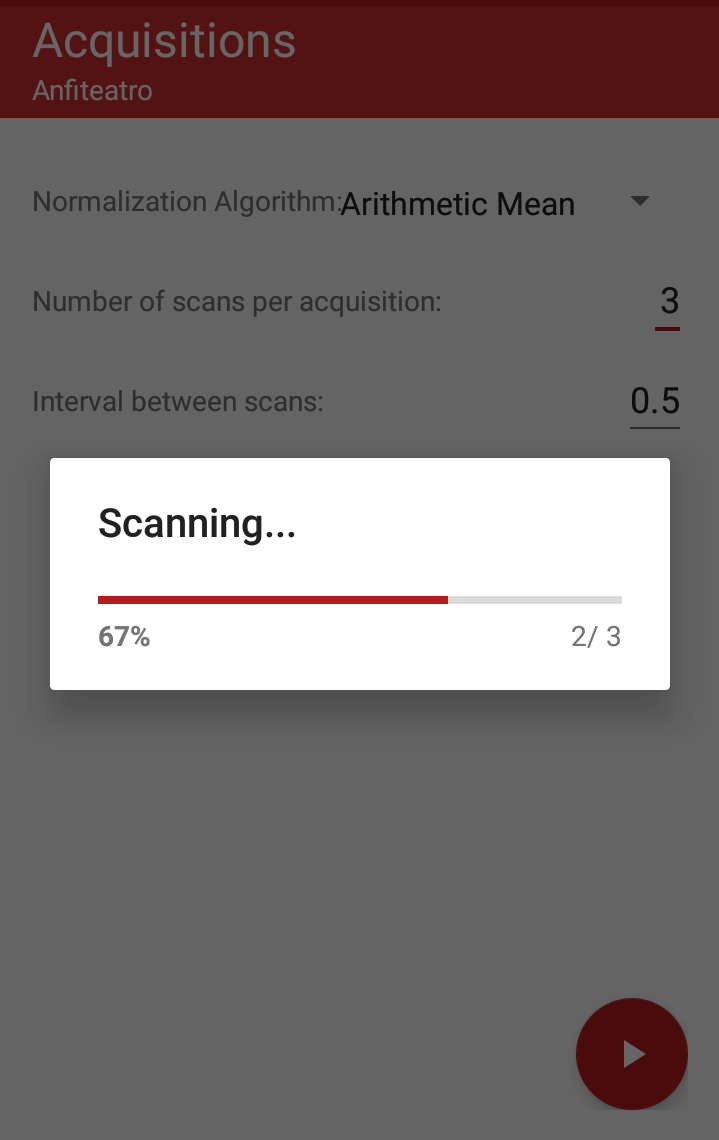 Acquisitions
Anfiteatro
Normalization Algorithm: Arithmetic Mean
Number of scans per acquisition: 3
Interval between scans: 0.5
Scanning...
67% 2/ 3